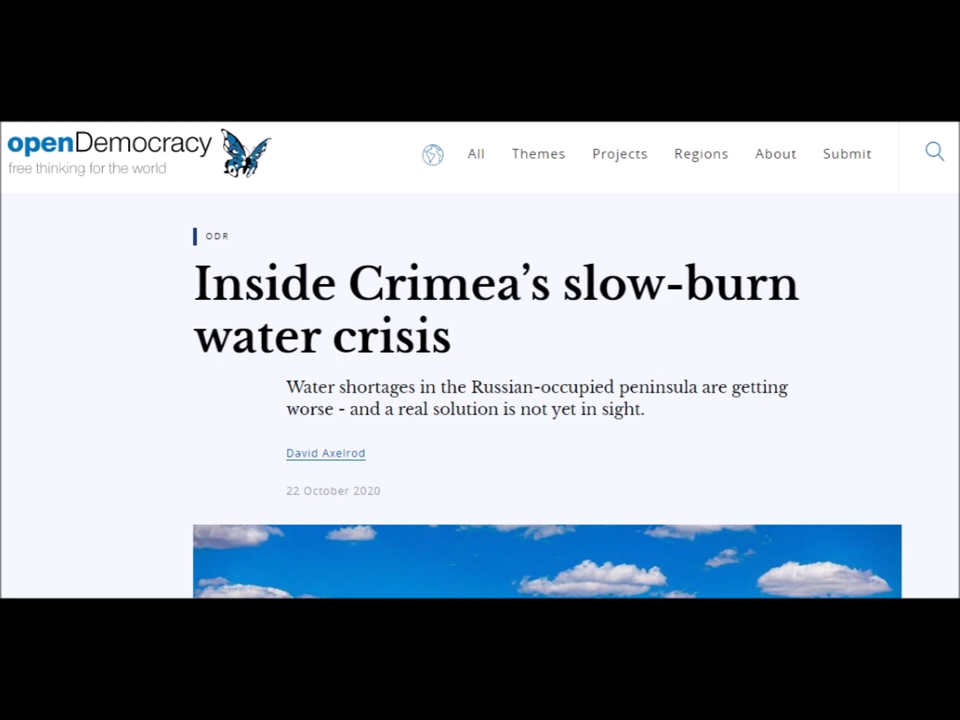 openDemocracy
free thinking for the world
All Themes Projects Regions About Submit
ODR
Inside Crimea’s slow-burn
water crisis
Water shortages in the Russian-occupied peninsula are getting
worse - and a real solution is not yet in sight.
David Axelrod
22 October 2020